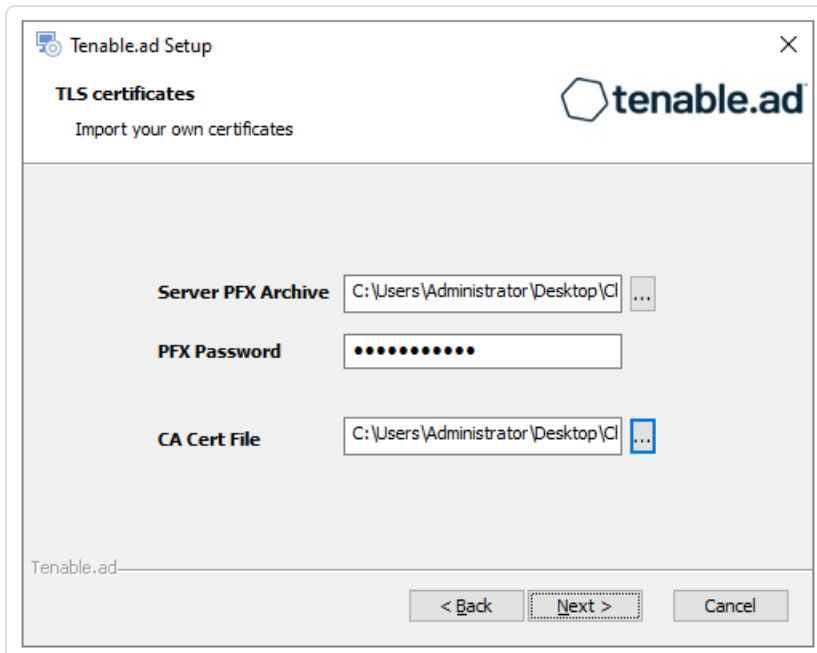 Tenable.ad Setup
TLS certificates
tenable.ad
Import your own certificates
Server PFX Archive C:\Users\Administrator\Desktop\Cl ...
PFX Password •••••••••••
CA Cert File C:\Users\Administrator\Desktop\Cl ...
Tenable.ad
< Back Next > Cancel